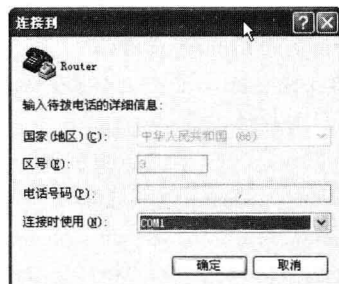 连接到
Router
输入待拨电话的详细信息:
国家(地区)(C): 中华人民共和国 (86)
区号(E): 3
电话号码(P):
连接时使用(N): COM1
确定 取消